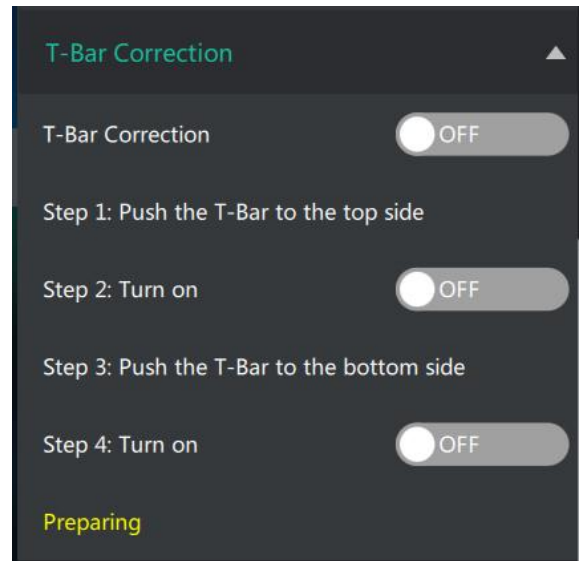 T-Bar Correction
T-Bar Correction OFF
Step 1: Push the T-Bar to the top side
Step 2: Turn on OFF
Step 3: Push the T-Bar to the bottom side
Step 4: Turn on OFF
Preparing